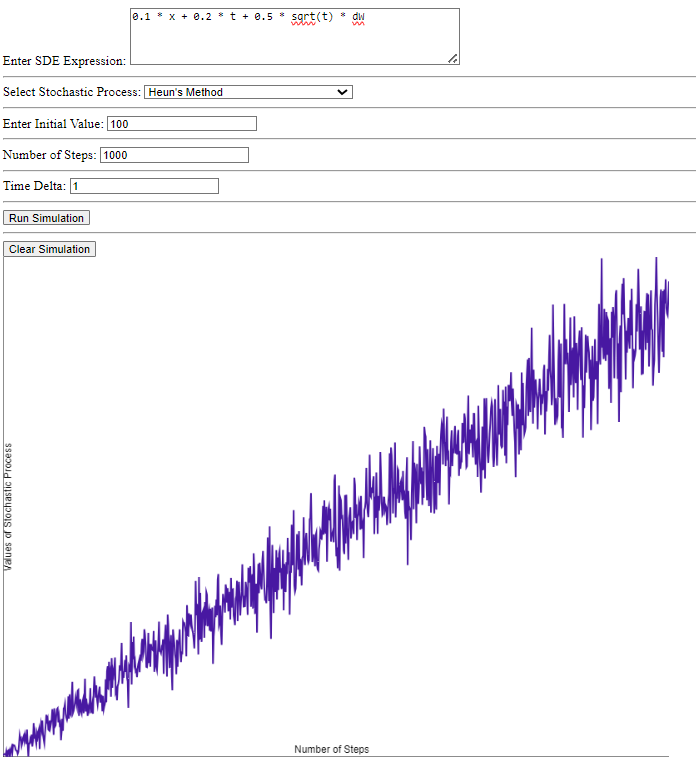 0.1 * x + 0.2 * t + 0.5 * sqrt(t) * dW
Enter SDE Expression:
Select Stochastic Process: Heun's Method
Enter Initial Value: 100
Number of Steps: 1000
Time Delta: 1
Run Simulation
Clear Simulation
Values of Stochastic Process
Number of Steps